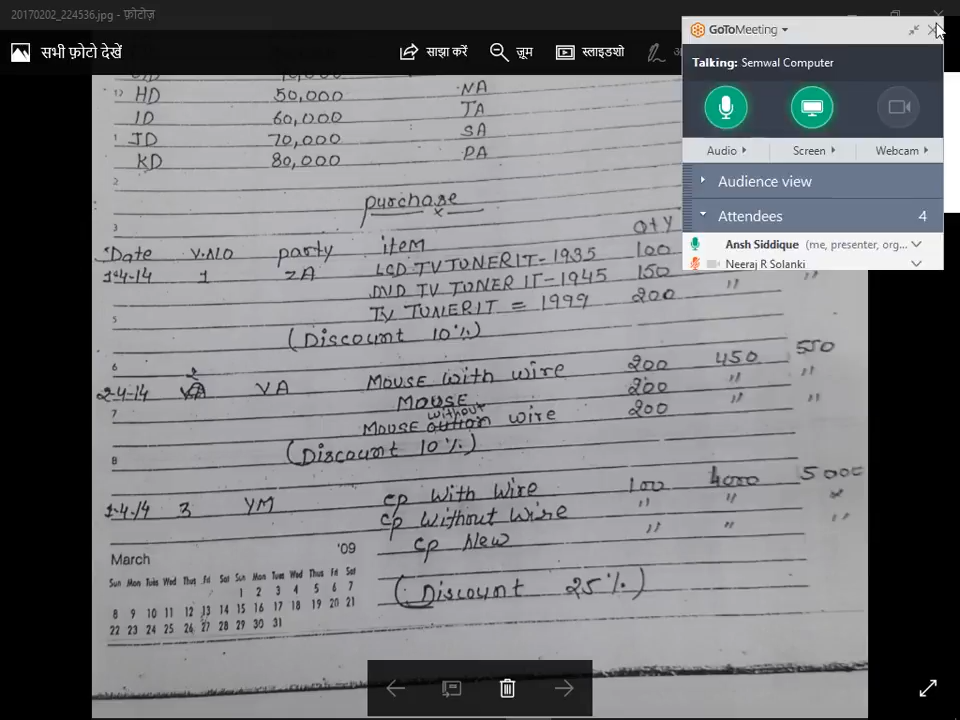 20170202_224536.jpg - फ़ोटोज़
सभी फ़ोटो देखें
साझा करें
ज़ूम
स्लाइडशो
GoToMeeting
Talking: Semwal Computer
Audio
Screen
Webcam
Audience view
Attendees 4
Ansh Siddique (me, presenter, org...
Neeraj R Solanki
HD 50,000 NA
ID 60,000 TA
JD 70,000 SA
KD 80,000 PA
2
purchase
3
Date V.NO party item QTY
1-4-14 1 ZA LCD TV TUNER IT-1935 100
DVD TV TUNER IT-1945 150 " "
5 TV TUNER IT = 1999 200
(Discount 10%)
6
2-4-14 2 VA MOUSE with wire 200 450 550
7 MOUSE 200 " "
MOUSE without wire 200 " "
8 (Discount 10%)
3 YM cp With Wire 100 4000 5000
cp Without Wire " " "
cp New " " "
March '09
Sun Mon Tues Wed Thus Fri Sat Sun Mon Tues Wed Thus Fri Sat
1 2 3 4 5 6 7
8 9 10 11 12 13 14 15 16 17 18 19 20 21
22 23 24 25 26 27 28 29 30 31
(Discount 25%)